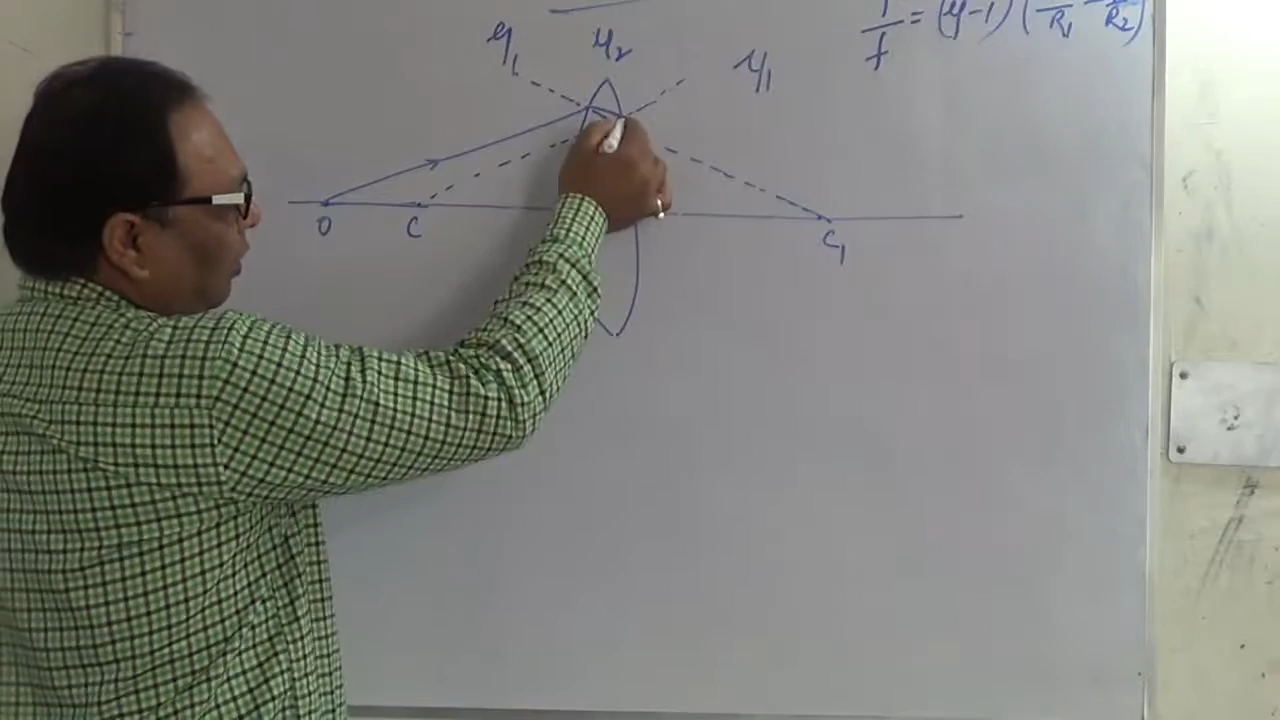 1/f = (μ-1) (1/R₁ - 1/R₂)
μ₁ μ₂ μ₁
O C C₁